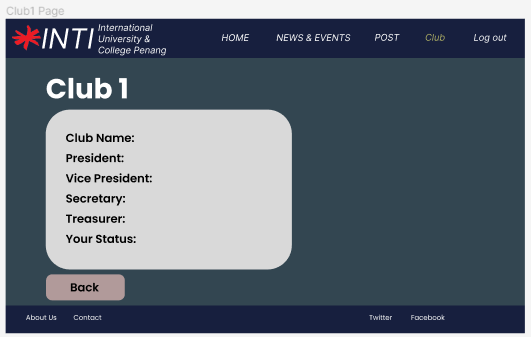 Club1 Page
INTI International
University &
College Penang
HOME NEWS & EVENTS POST Club Log out
Club 1
Club Name:
President:
Vice President:
Secretary:
Treasurer:
Your Status:
Back
About Us Contact Twitter Facebook